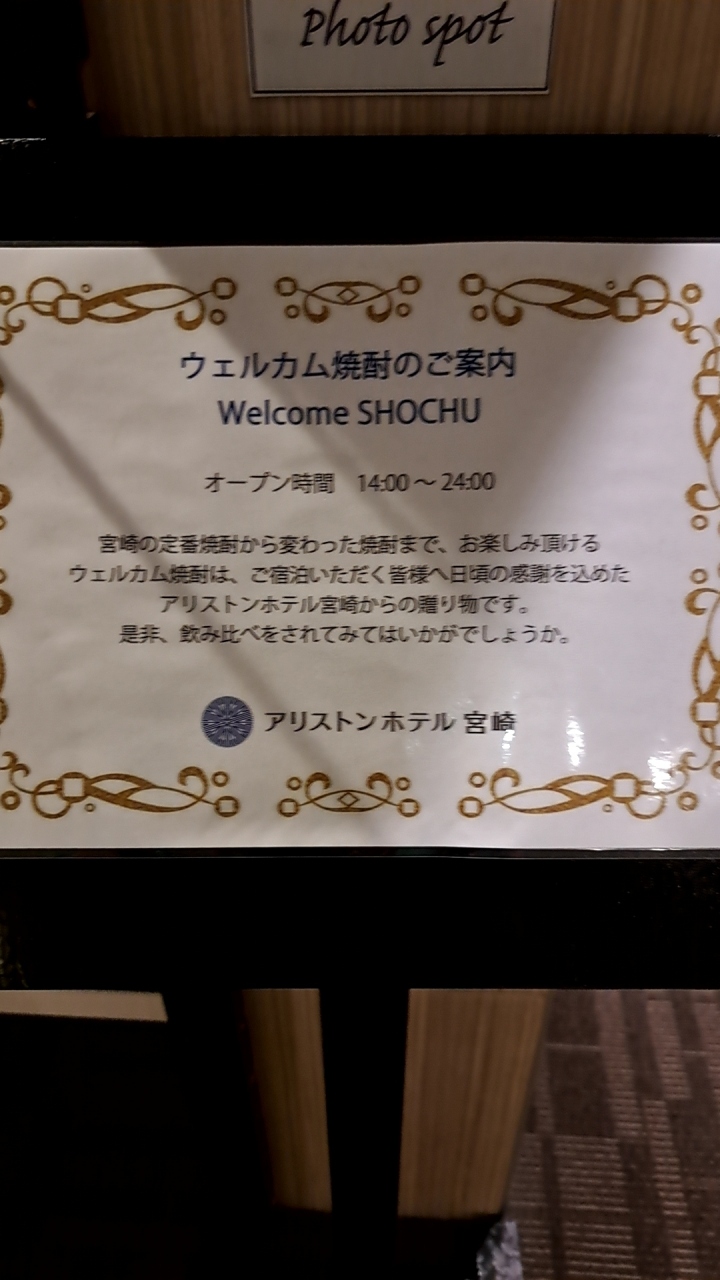 Photo spot
ウェルカム焼酎のご案内
Welcome SHOCHU
オープン時間 14:00～24:00
宮崎の定番焼酎から変わった焼酎まで、お楽しみ頂ける
ウェルカム焼酎は、ご宿泊いただく皆様へ日頃の感謝を込めた
アリストンホテル宮崎からの贈り物です。
是非、飲み比べをされてみてはいかがでしょうか。
アリストンホテル 宮崎